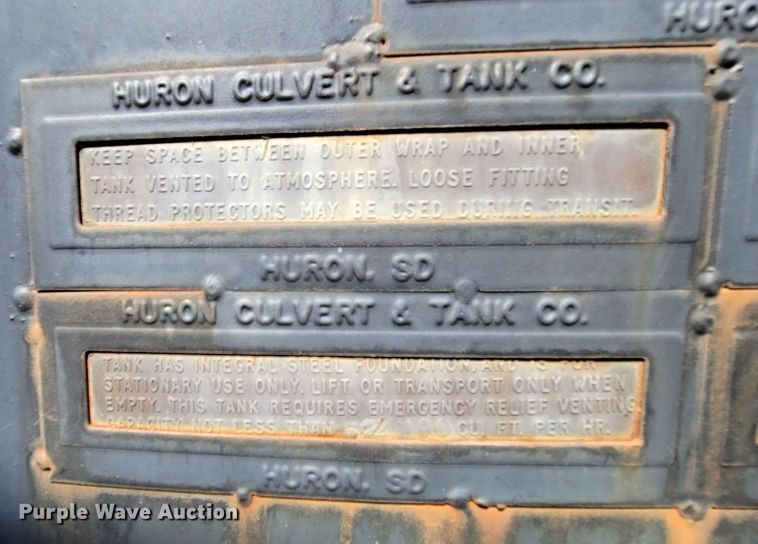 HURO
HURON CULVERT & TANK CO.
KEEP SPACE BETWEEN OUTER WRAP AND INNER
TANK VENTED TO ATMOSPHERE. LOOSE FITTING
THREAD PROTECTORS MAY BE USED DURING TRANSIT
HURON, SD
HURON CULVERT & TANK CO.
TANK HAS INTEGRAL STEEL FOUNDATION, AND IS FOR
STATIONARY USE ONLY. LIFT OR TRANSPORT ONLY WHEN
EMPTY. THIS TANK REQUIRES EMERGENCY RELIEF VENTING
CAPACITY NOT LESS THAN CU. FT. PER HR.
HURON, SD
Purple Wave Auction